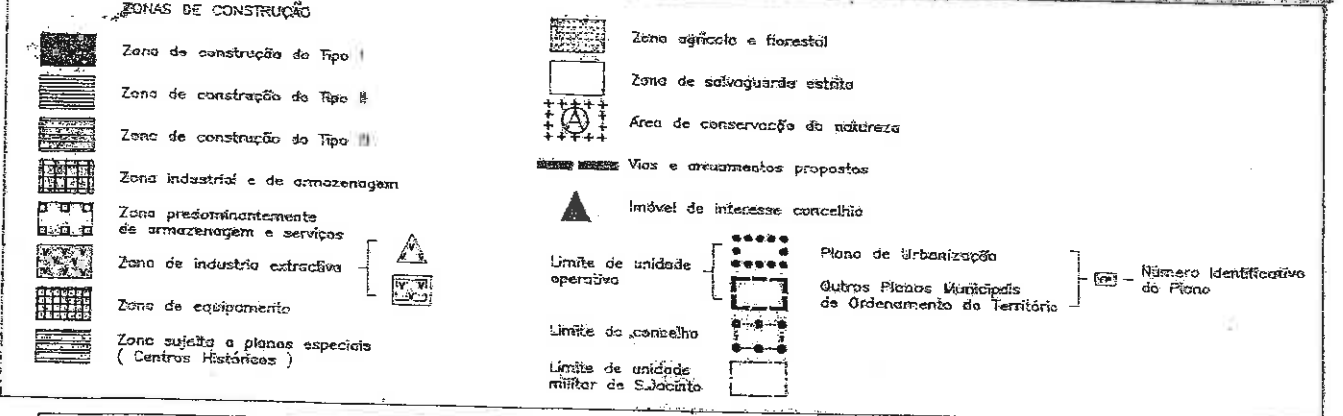 ZONAS DE CONSTRUÇÃO
Zona de construção do Tipo I
Zona de construção do Tipo II
Zona de construção do Tipo III
Zona industrial e de armazenagem
Zona predominantemente
de armazenagem e serviços
Zona de industria extractiva
Zona de equipamento
Zona sujeita a planos especiais
( Centros Históricos )
Zona agrícola e florestal
Zona de salvaguarda estrita
A
Área de conservação da natureza
Vias e arruamentos propostos
Imóvel de interesse concelhio
Limite de unidade
operativa
Plano de Urbanização
Outros Planos Municipais
de Ordenamento do Território
Número Identificativo
do Plano
Limite do concelho
Limite de unidade
militar de S.Jacinto